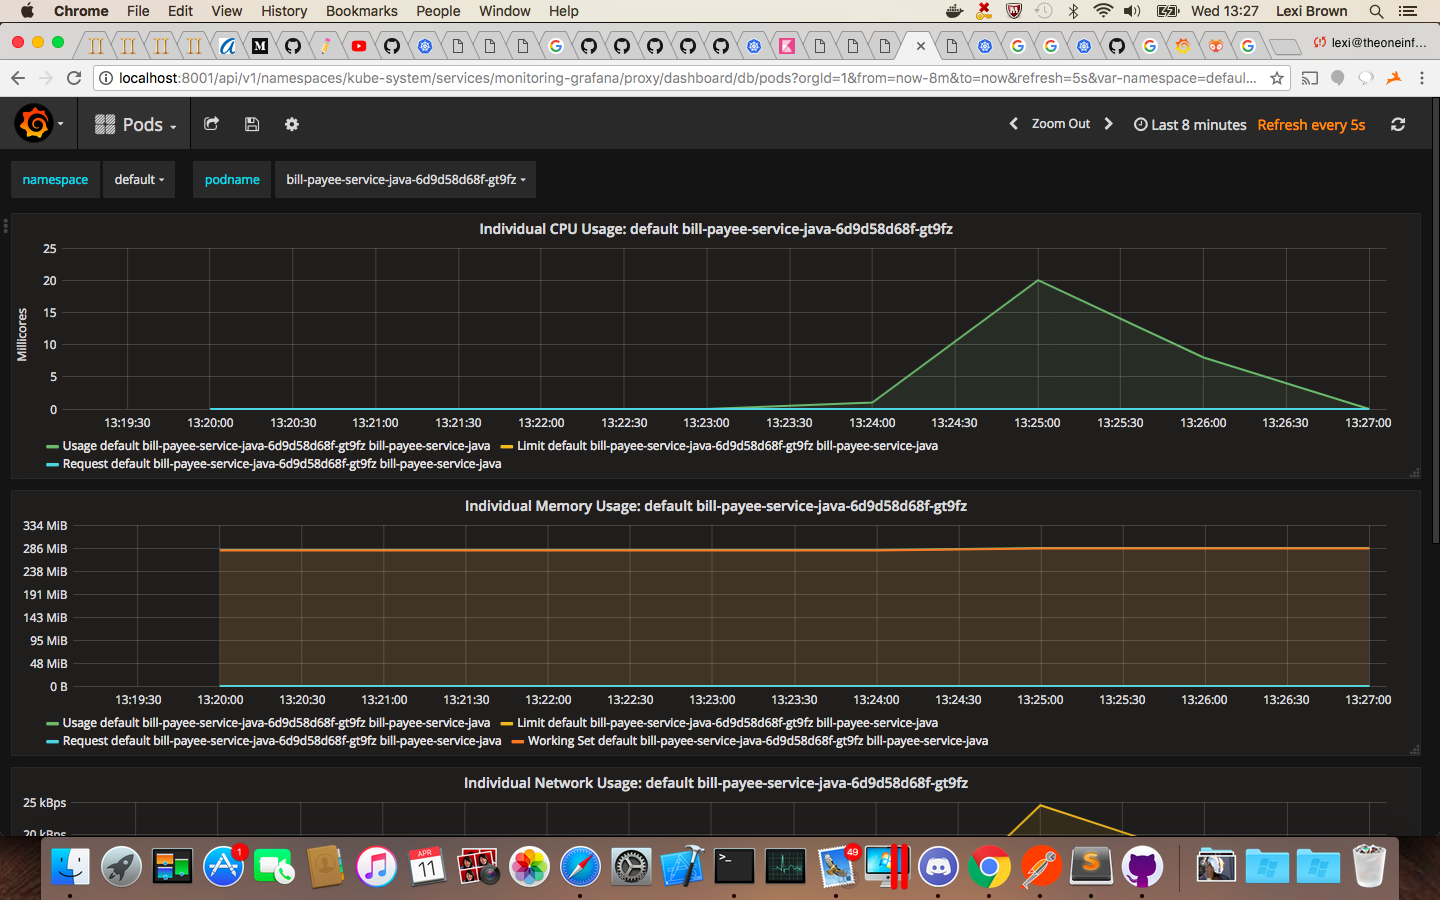 Chrome File Edit View History Bookmarks People Window Help Wed 13:27 Lexi Brown
lexi@theoneinf...
localhost:8001/api/v1/namespaces/kube-system/services/monitoring-grafana/proxy/dashboard/db/pods?orgId=1&from=now-8m&to=now&refresh=5s&var-namespace=defaul...
Pods Zoom Out Last 8 minutes Refresh every 5s
namespace default podname bill-payee-service-java-6d9d58d68f-gt9fz
Individual CPU Usage: default bill-payee-service-java-6d9d58d68f-gt9fz
Millicores
25
20
15
10
5
0
13:19:30 13:20:00 13:20:30 13:21:00 13:21:30 13:22:00 13:22:30 13:23:00 13:23:30 13:24:00 13:24:30 13:25:00 13:25:30 13:26:00 13:26:30 13:27:00
Usage default bill-payee-service-java-6d9d58d68f-gt9fz bill-payee-service-java Limit default bill-payee-service-java-6d9d58d68f-gt9fz bill-payee-service-java
Request default bill-payee-service-java-6d9d58d68f-gt9fz bill-payee-service-java
Individual Memory Usage: default bill-payee-service-java-6d9d58d68f-gt9fz
334 MiB
286 MiB
238 MiB
191 MiB
143 MiB
95 MiB
48 MiB
0 B
13:19:30 13:20:00 13:20:30 13:21:00 13:21:30 13:22:00 13:22:30 13:23:00 13:23:30 13:24:00 13:24:30 13:25:00 13:25:30 13:26:00 13:26:30 13:27:00
Usage default bill-payee-service-java-6d9d58d68f-gt9fz bill-payee-service-java Limit default bill-payee-service-java-6d9d58d68f-gt9fz bill-payee-service-java
Request default bill-payee-service-java-6d9d58d68f-gt9fz bill-payee-service-java Working Set default bill-payee-service-java-6d9d58d68f-gt9fz bill-payee-service-java
Individual Network Usage: default bill-payee-service-java-6d9d58d68f-gt9fz
25 kBps
20 kBps
1
APR
11
49